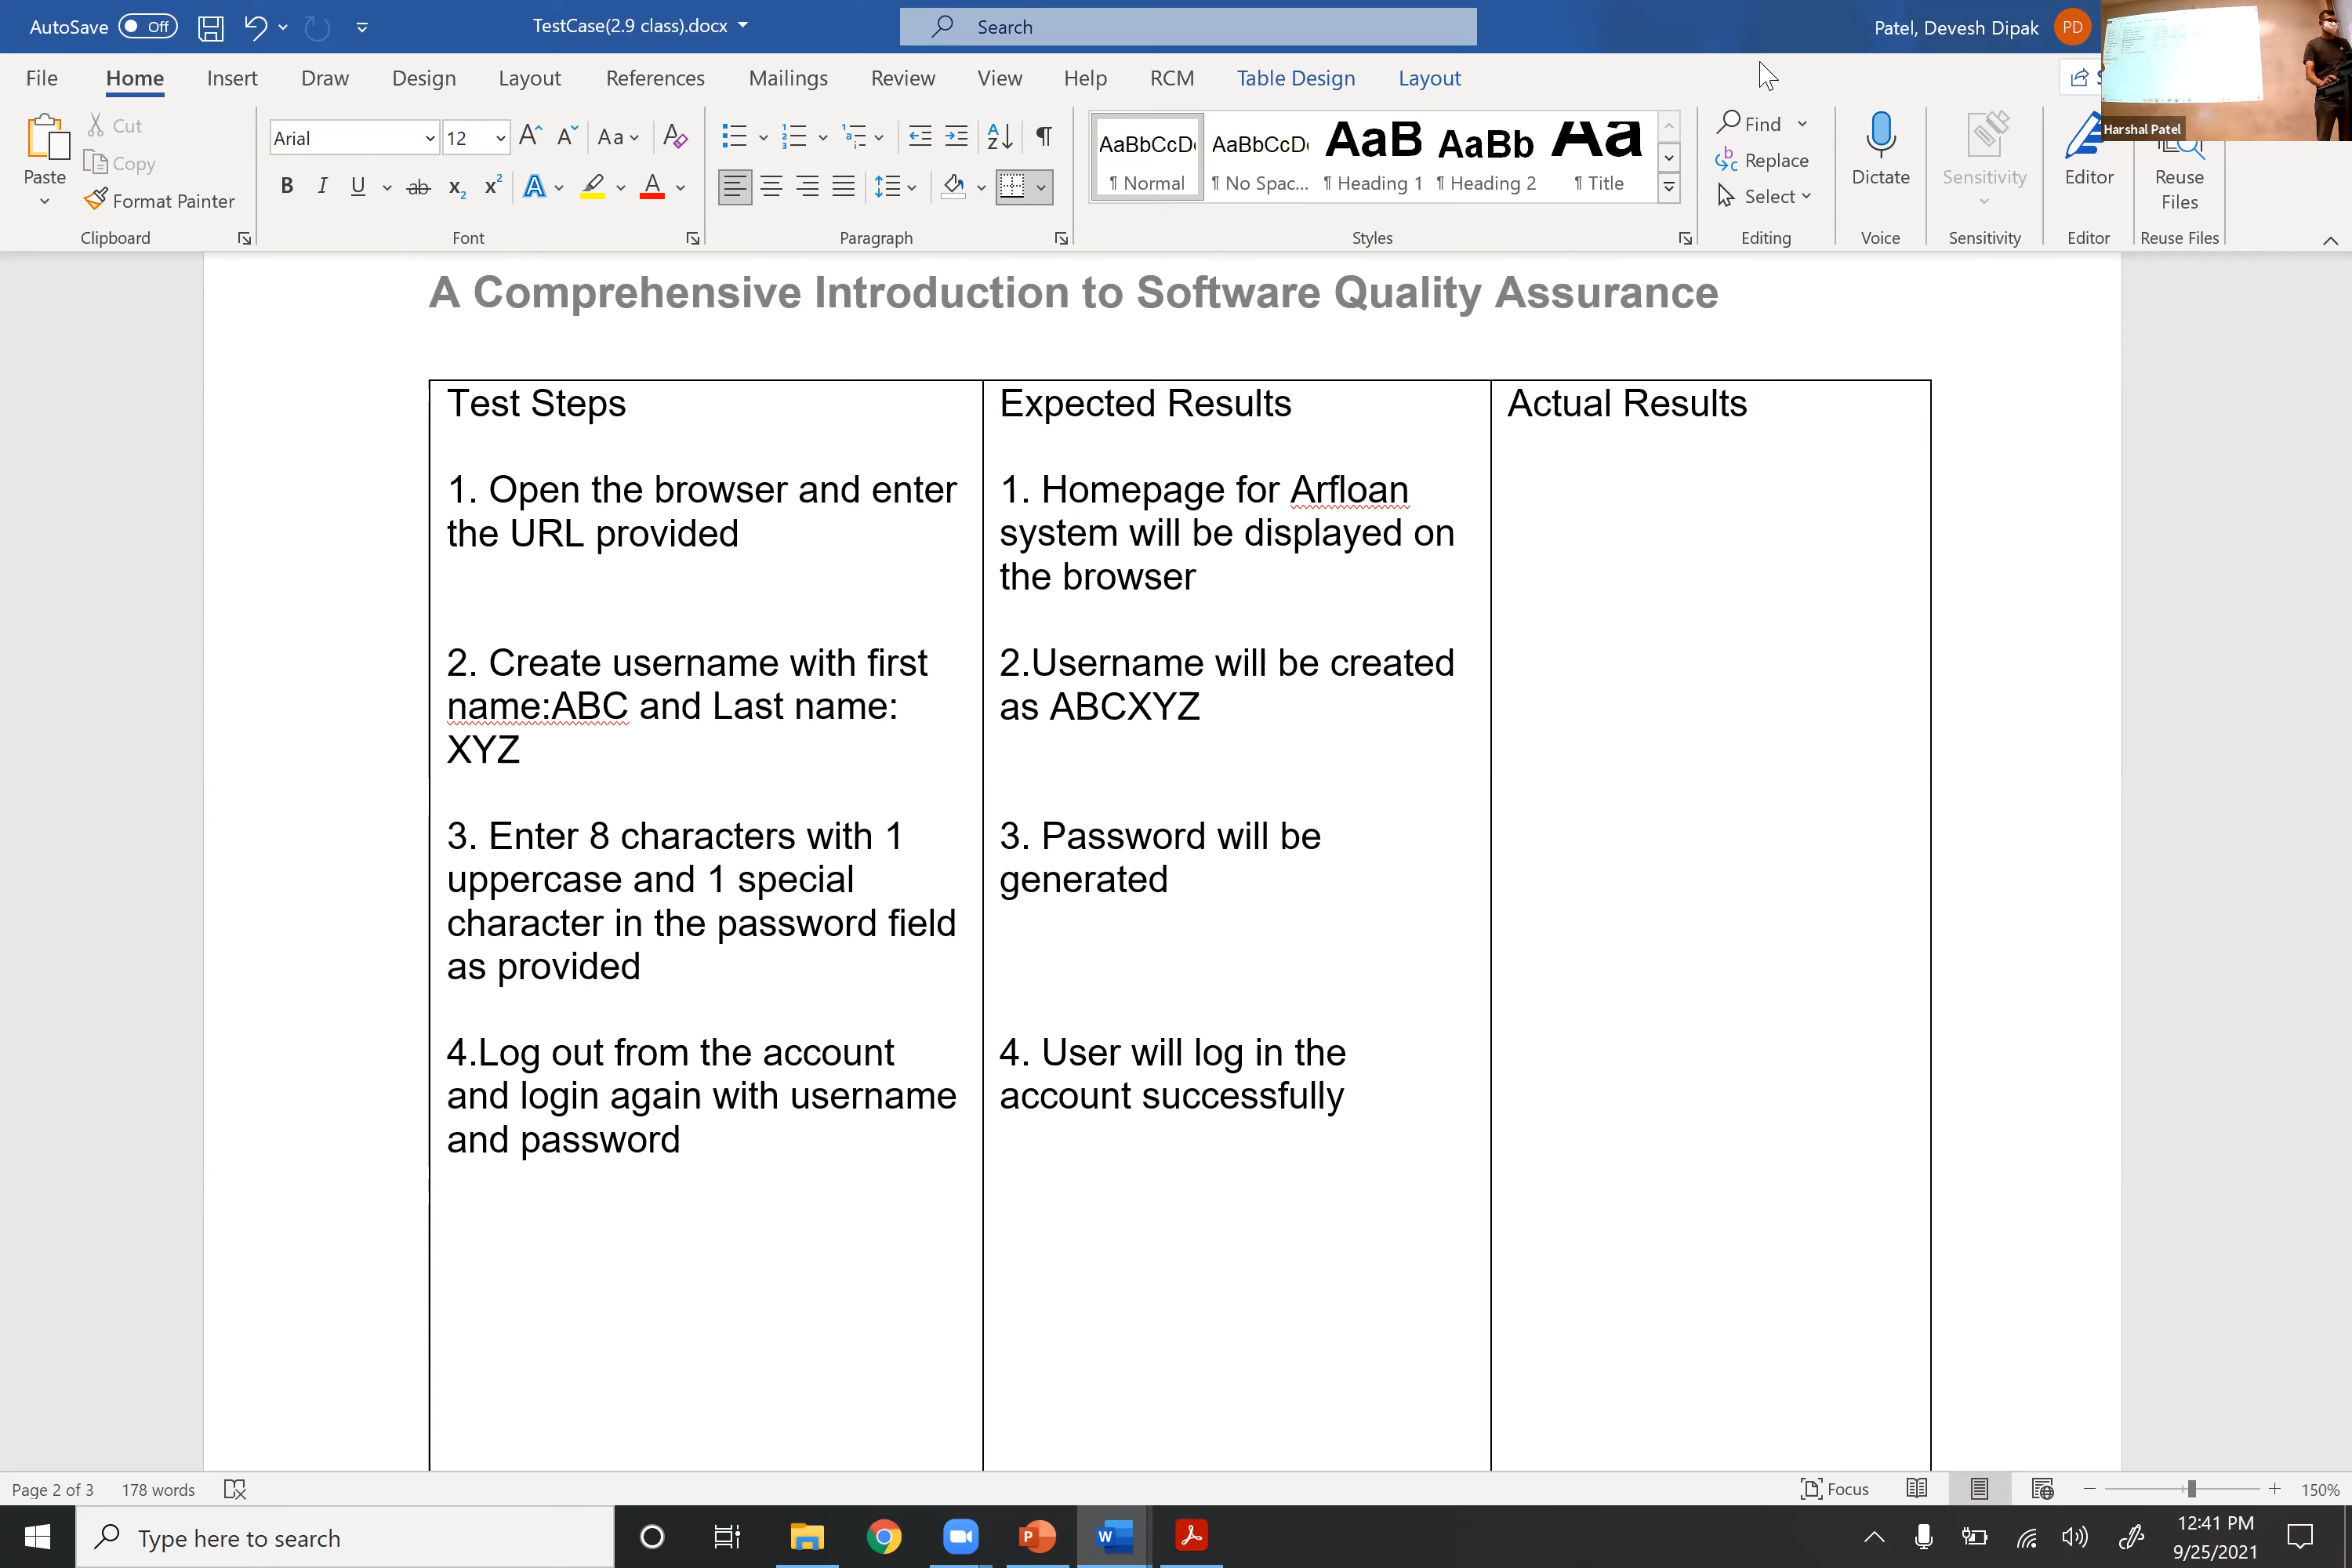 AutoSave Off
TestCase(2.9 class).docx
Search
Patel, Devesh Dipak PD
File Home Insert Draw Design Layout References Mailings Review View Help RCM Table Design Layout
Harshal Patel
Paste
Cut
Copy
Format Painter
Clipboard
Arial 12
Aa
B I U ab x2 x2 A A
Font
Paragraph
AaBbCcD AaBbCcD AaB AaBb Aa
¶ Normal ¶ No Spac... ¶ Heading 1 ¶ Heading 2 ¶ Title
Styles
Find
Replace
Select
Editing
Dictate
Voice
Sensitivity
Sensitivity
Editor
Editor
Reuse
Files
Reuse Files
A Comprehensive Introduction to Software Quality Assurance
Test Steps
1. Open the browser and enter
the URL provided
2. Create username with first
name:ABC and Last name:
XYZ
3. Enter 8 characters with 1
uppercase and 1 special
character in the password field
as provided
4.Log out from the account
and login again with username
and password
Expected Results
1. Homepage for Arfloan
system will be displayed on
the browser
2.Username will be created
as ABCXYZ
3. Password will be
generated
4. User will log in the
account successfully
Actual Results
Page 2 of 3 178 words
Focus
150%
Type here to search
12:41 PM
9/25/2021